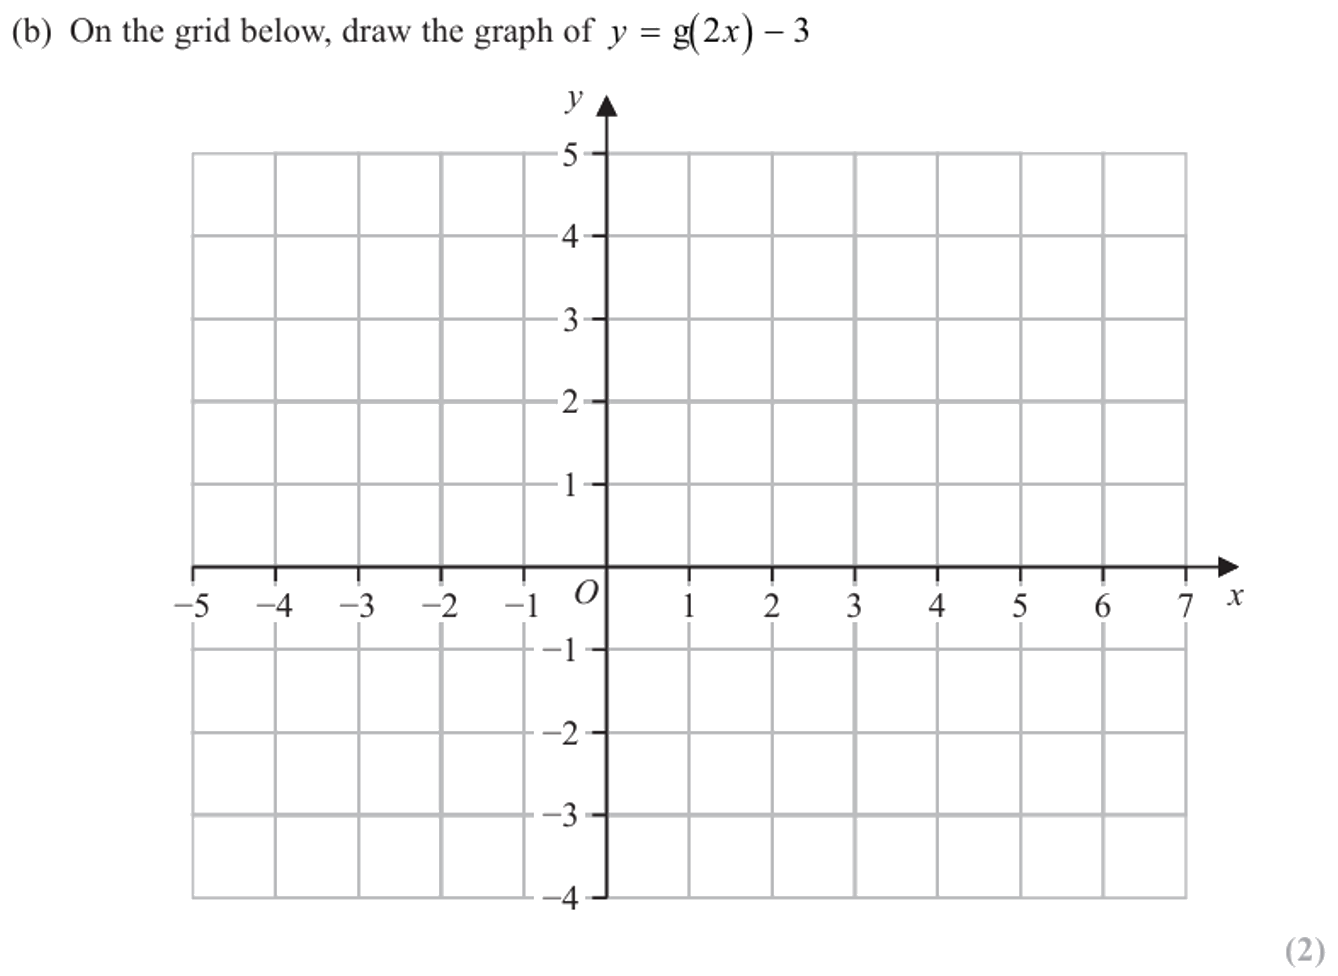 (b) On the grid below, draw the graph of y = g(2x) – 3
y
5
4
3
2
1
O
–5 –4 –3 –2 –1 1 2 3 4 5 6 7 x
–1
–2
–3
–4
(2)